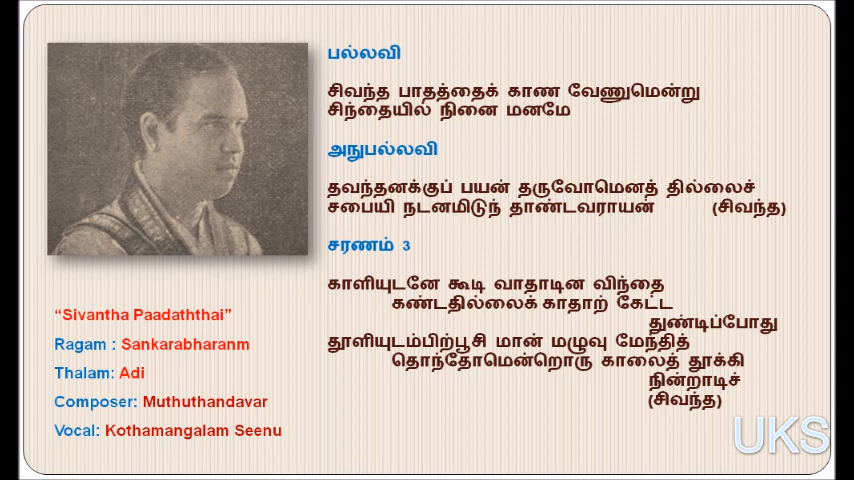 பல்லவி
சிவந்த பாதத்தைக் காண வேணுமென்று
சிந்தையில் நினை மனமே
அநுபல்லவி
தவந்தனக்குப் பயன் தருவோமெனத் தில்லைச்
சபையி நடனமிடுந் தாண்டவராயன் (சிவந்த)
சரணம் 3
காளியுடனே கூடி வாதாடின விந்தை
கண்டதில்லைக் காதாற் கேட்ட
துண்டிப்போது
தூளியுடம்பிற்பூசி மான் மழுவு மேந்தித்
தொந்தோமென்றொரு காலைத் தூக்கி
நின்றாடிச்
(சிவந்த)
“Sivantha Paadaththai”
Ragam : Sankarabharanm
Thalam: Adi
Composer: Muthuthandavar
Vocal: Kothamangalam Seenu
UKS